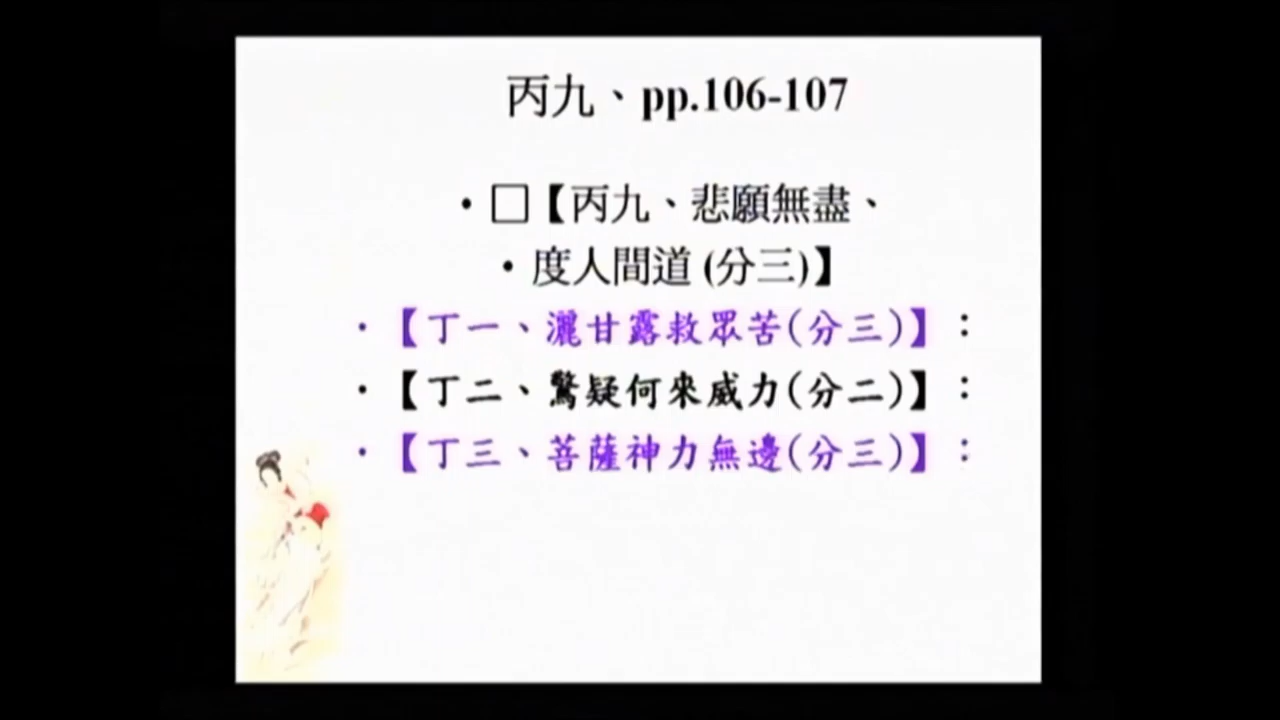 丙九、pp.106-107
•□【丙九、悲願無盡、
•度人間道 (分三)】
•【丁一、灑甘露救眾苦(分三)】：
•【丁二、驚疑何來威力(分二)】：
•【丁三、菩薩神力無邊(分三)】：